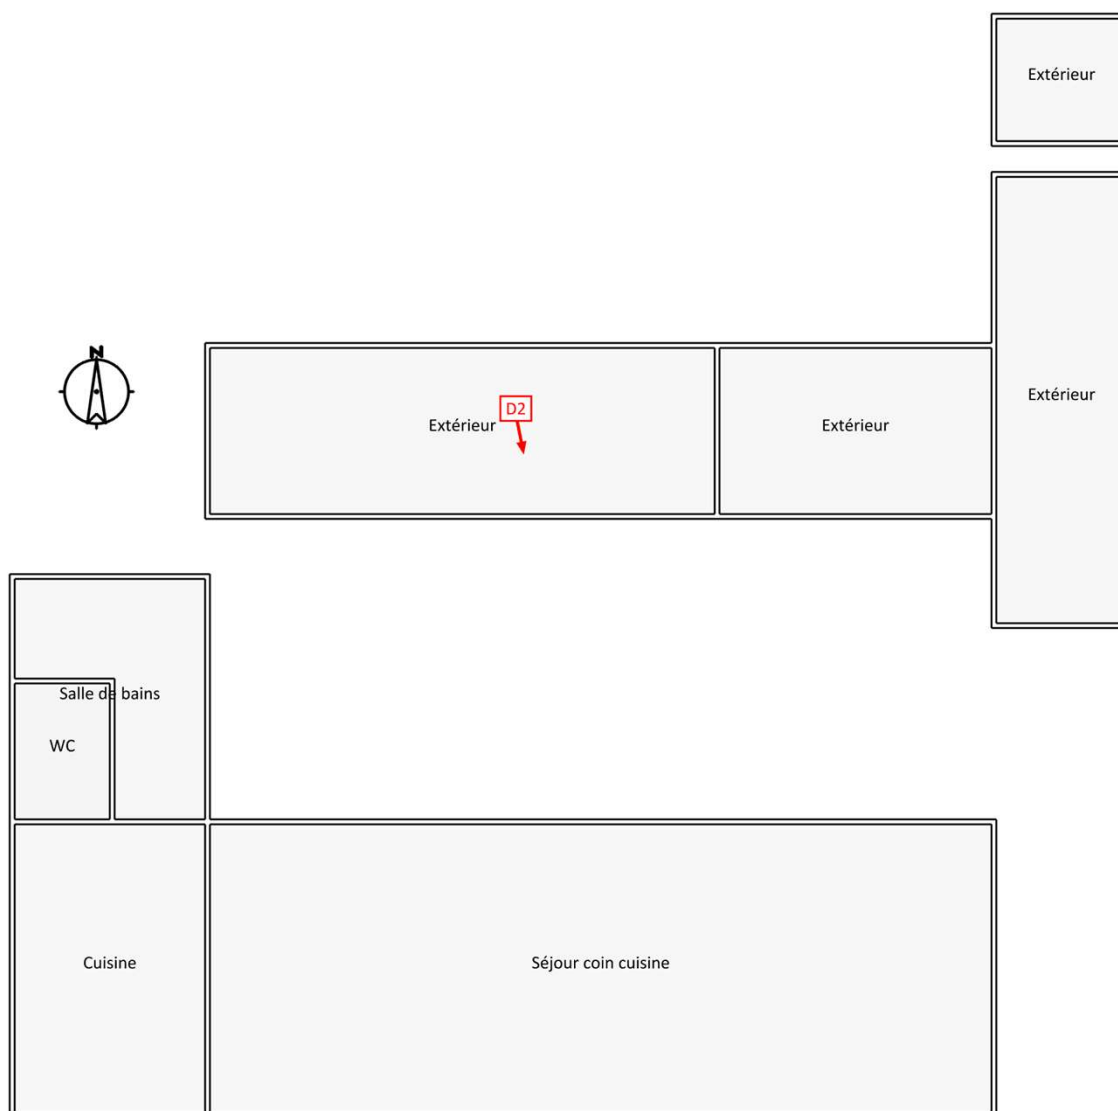 Extérieur
N
Extérieur
D2
Extérieur
Extérieur
Salle de bains
WC
Cuisine
Séjour coin cuisine